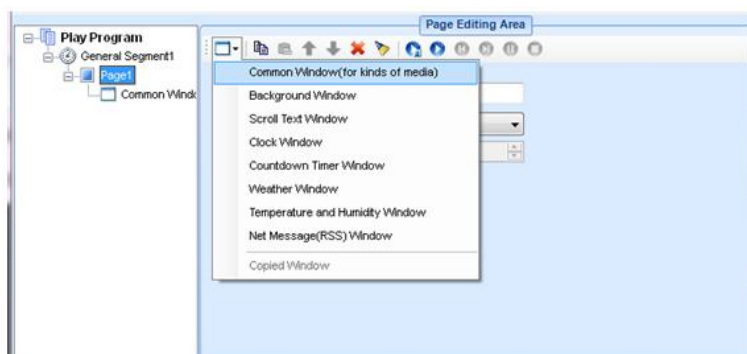 Page Editing Area
Play Program
General Segment1
Page1
Common Windo
Common Window(for kinds of media)
Background Window
Scroll Text Window
Clock Window
Countdown Timer Window
Weather Window
Temperature and Humidity Window
Net Message(RSS) Window
Copied Window